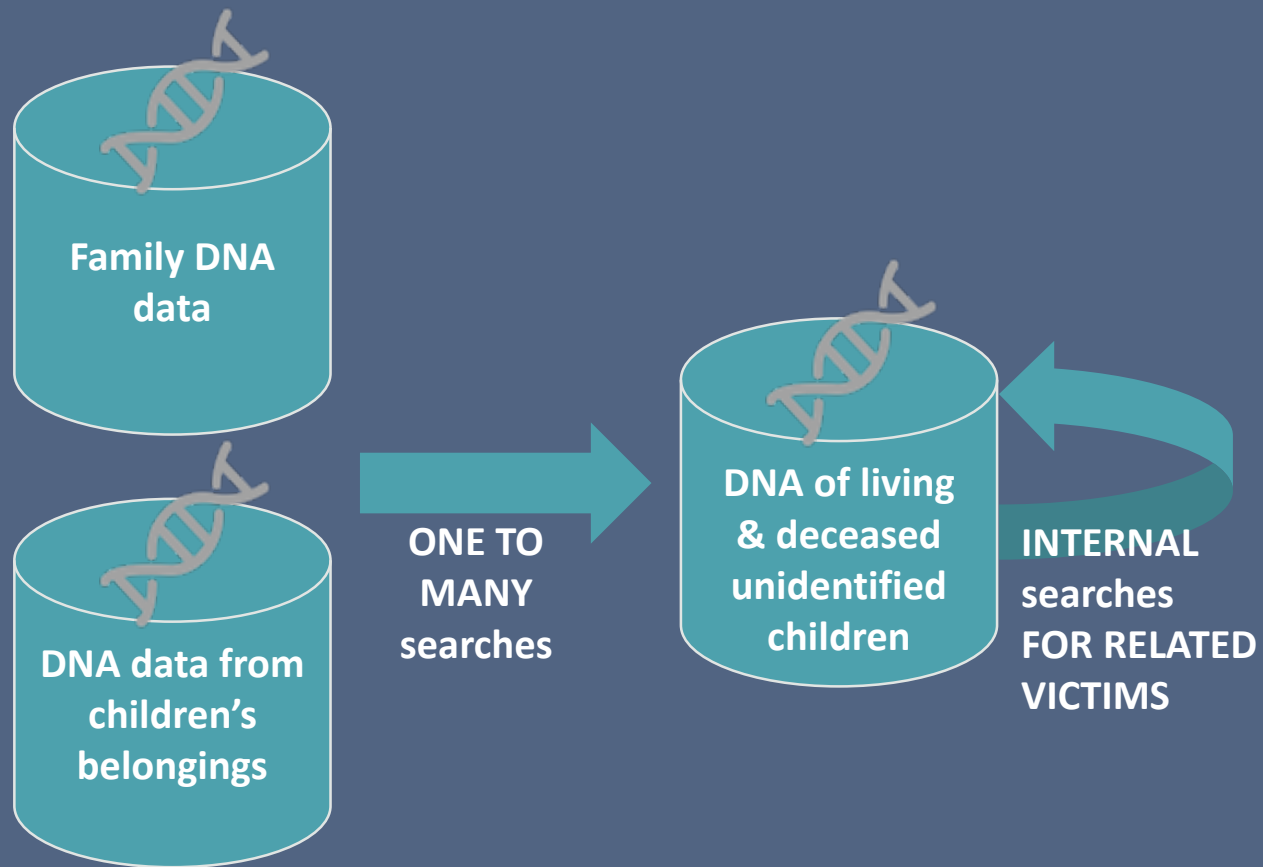 Family DNA
data
DNA data from
children’s
belongings
ONE TO
MANY
searches
DNA of living
& deceased
unidentified
children
INTERNAL
searches
FOR RELATED
VICTIMS